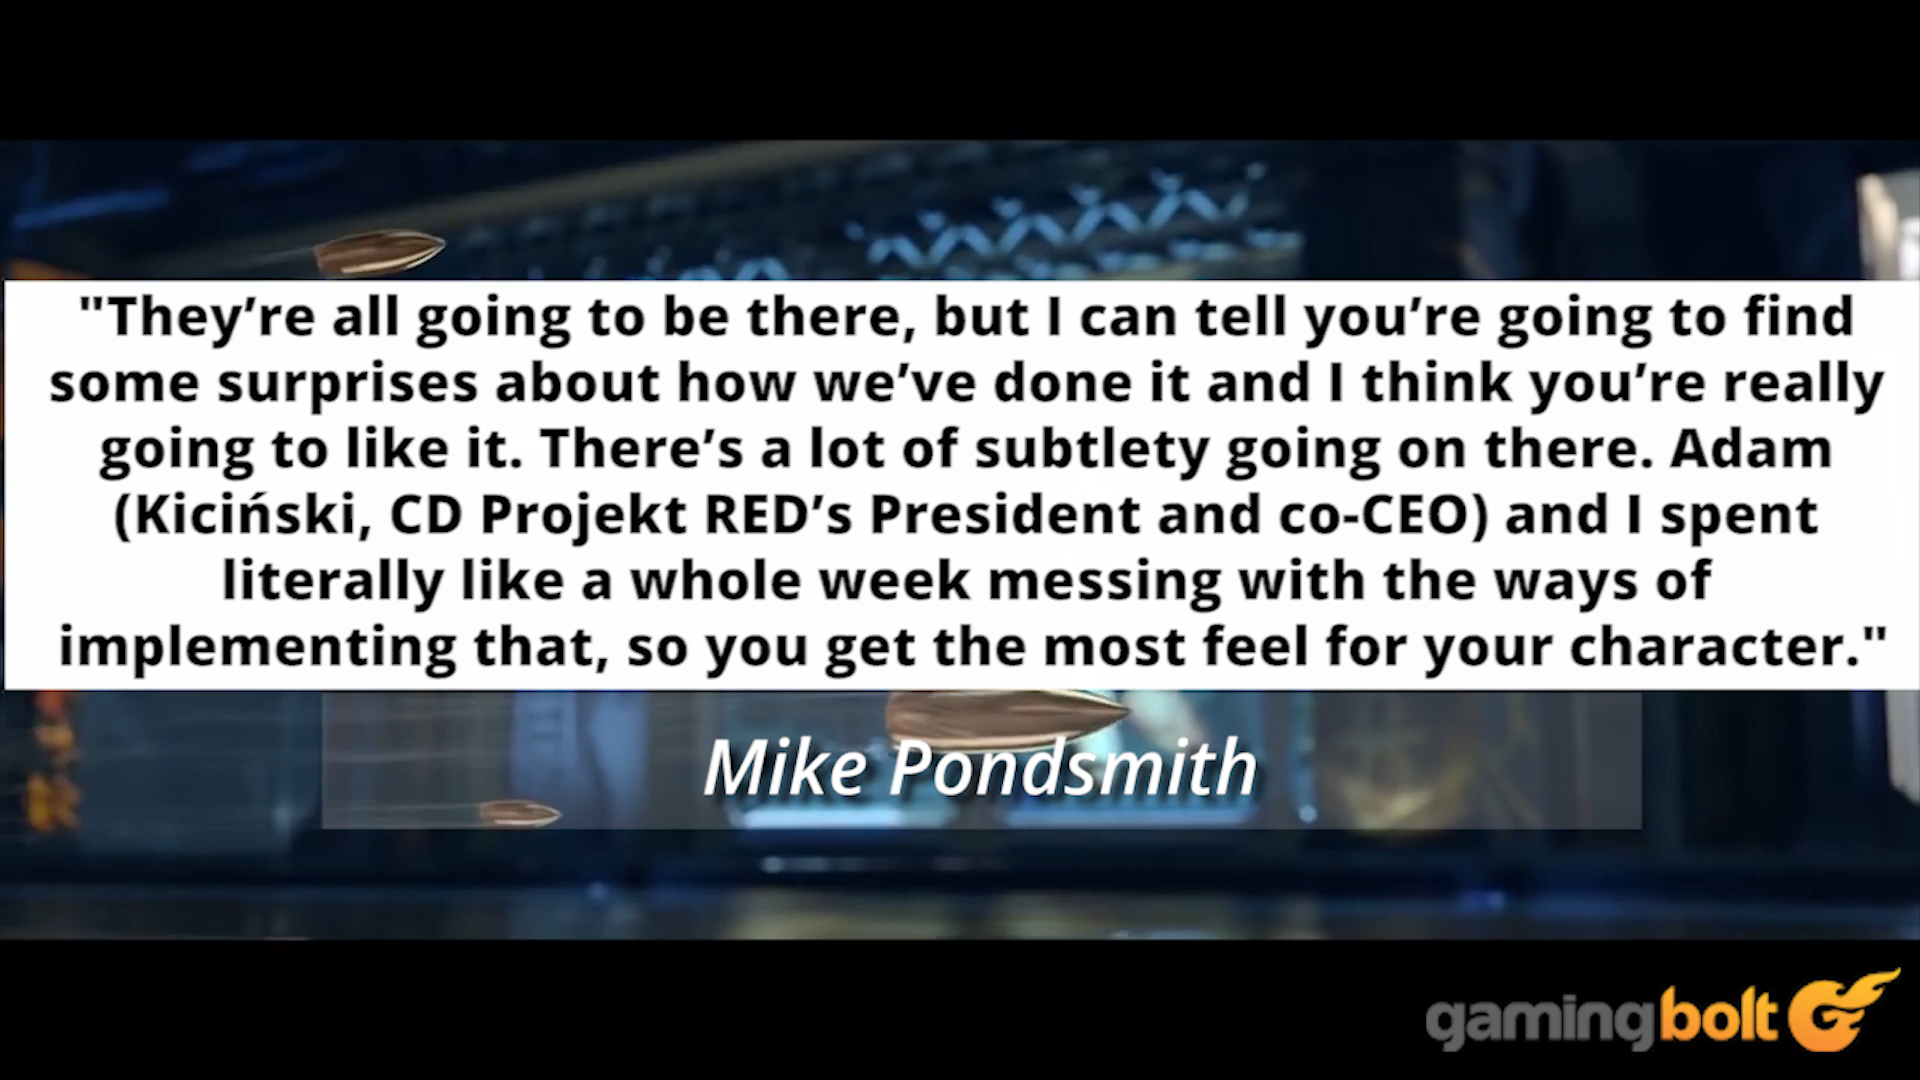 "They’re all going to be there, but I can tell you’re going to find
some surprises about how we’ve done it and I think you’re really
going to like it. There’s a lot of subtlety going on there. Adam
(Kiciński, CD Projekt RED’s President and co-CEO) and I spent
literally like a whole week messing with the ways of
implementing that, so you get the most feel for your character."
Mike Pondsmith
gamingbolt